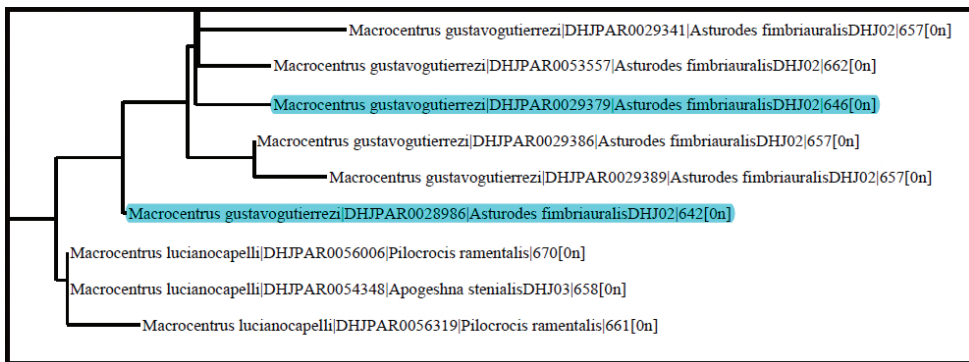 Macrocentrus gustavogutierrezi|DHJPAR0029341|Asturodes fimbriauralisDHJ02|657[0n]
Macrocentrus gustavogutierrezi|DHJPAR0053557|Asturodes fimbriauralisDHJ02|662[0n]
Macrocentrus gustavogutierrezi|DHJPAR0029379|Asturodes fimbriauralisDHJ02|646[0n]
Macrocentrus gustavogutierrezi|DHJPAR0029386|Asturodes fimbriauralisDHJ02|657[0n]
Macrocentrus gustavogutierrezi|DHJPAR0029389|Asturodes fimbriauralisDHJ02|657[0n]
Macrocentrus gustavogutierrezi|DHJPAR0028986|Asturodes fimbriauralisDHJ02|642[0n]
Macrocentrus lucianocapelli|DHJPAR0056006|Pilocrocis ramentalis|670[0n]
Macrocentrus lucianocapelli|DHJPAR0054348|Apogeshna stenialisDHJ03|658[0n]
Macrocentrus lucianocapelli|DHJPAR0056319|Pilocrocis ramentalis|661[0n]